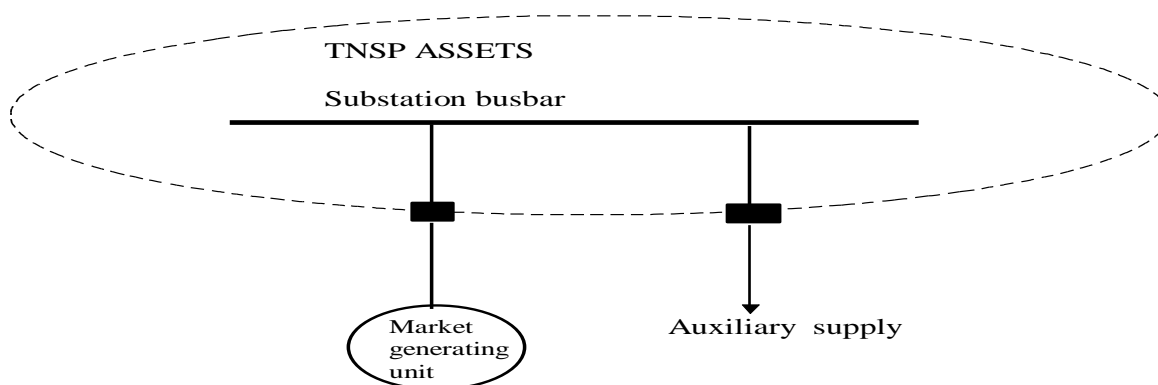 TNSP ASSETS
Substation busbar
Market
generating
unit
Auxiliary supply